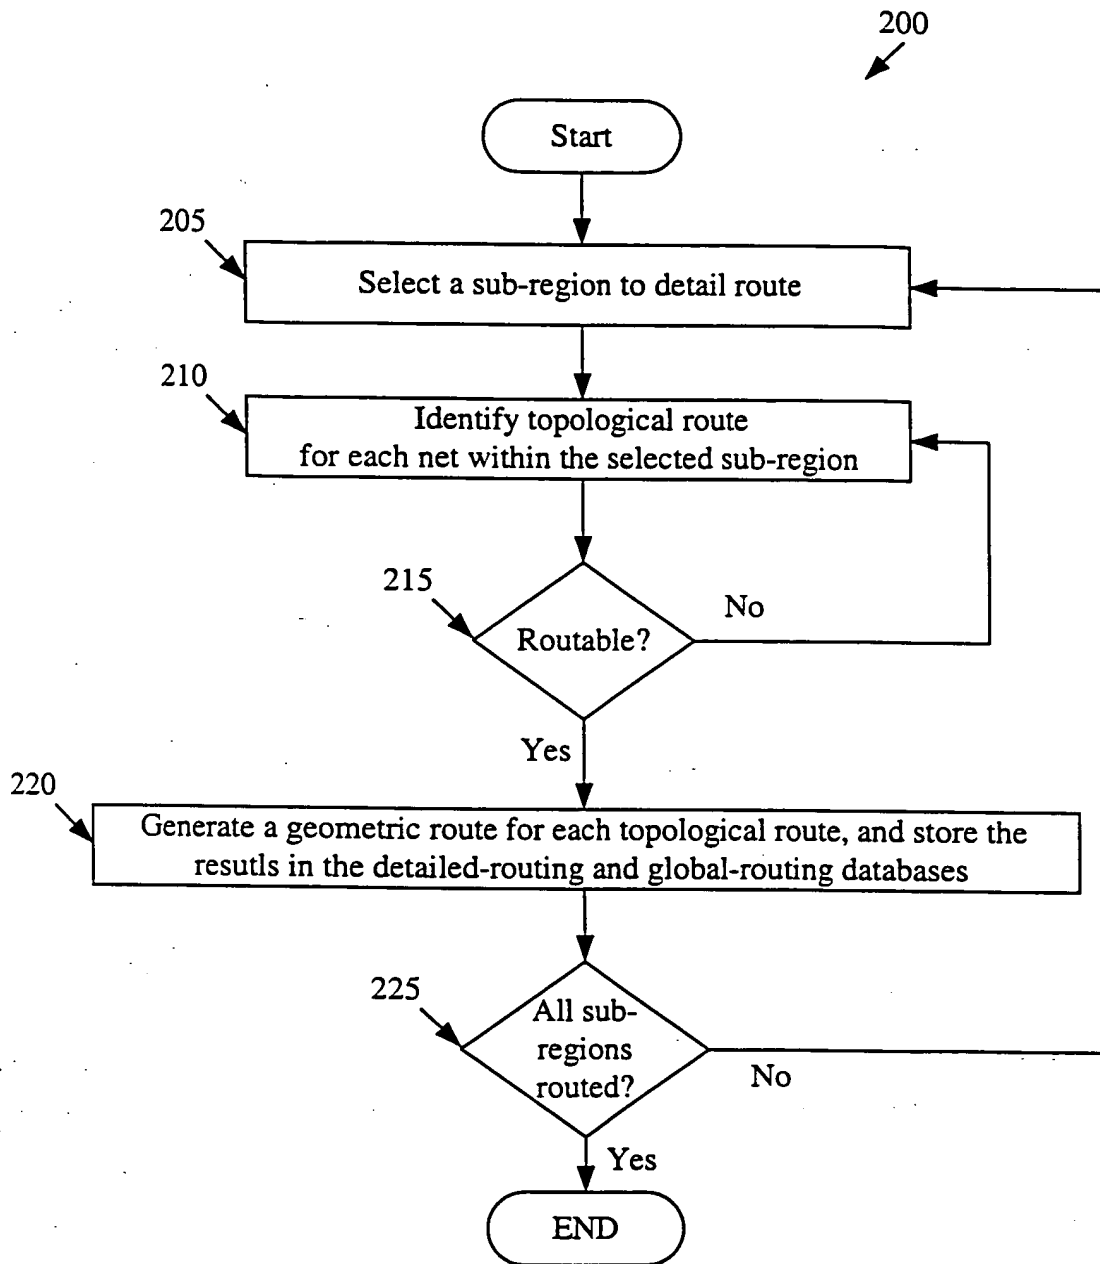 200
Start
205
Select a sub-region to detail route
210
Identify topological route
for each net within the selected sub-region
215
Routable?
No
Yes
220
Generate a geometric route for each topological route, and store the
resutls in the detailed-routing and global-routing databases
225
All sub-
regions
routed?
No
Yes
END